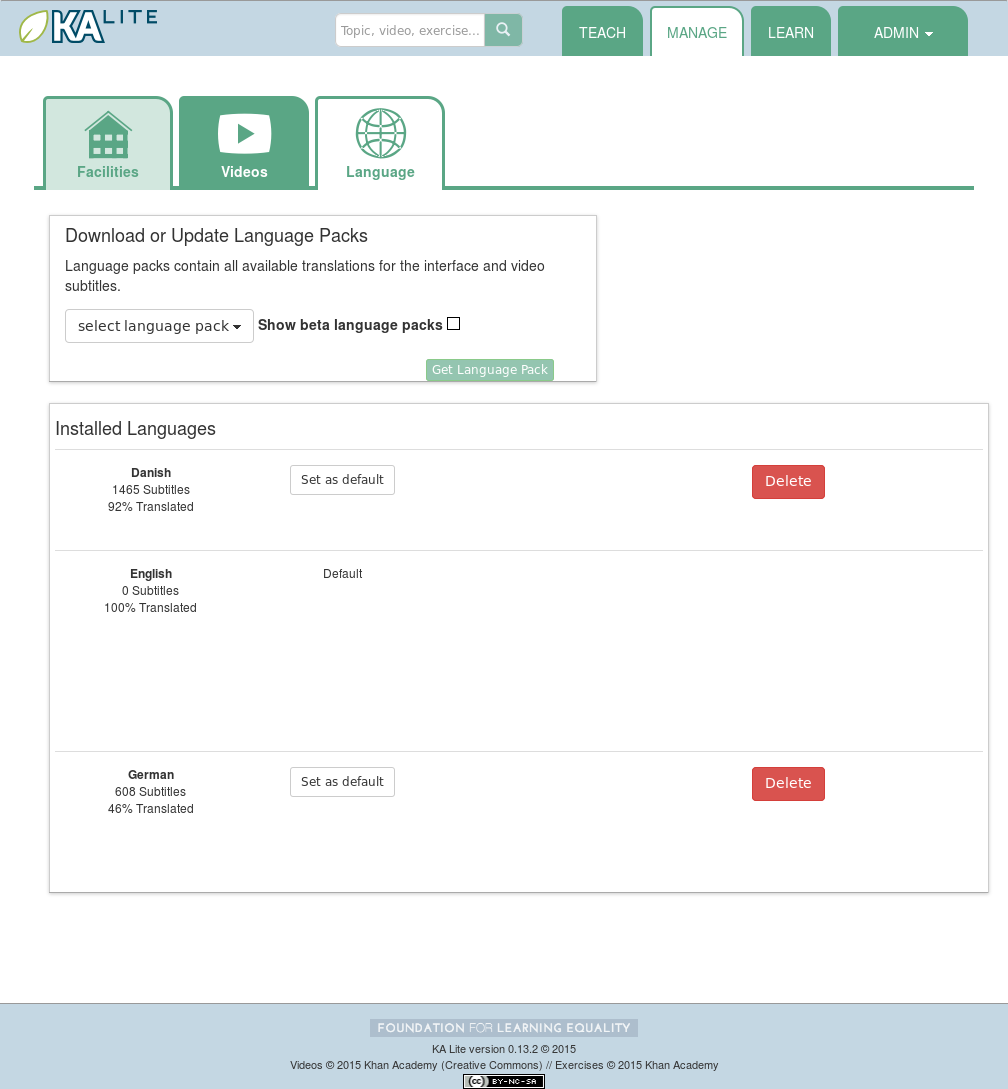 KA LITE
Topic, video, exercise...
TEACH
MANAGE
LEARN
ADMIN
Facilities
Videos
Language
Download or Update Language Packs
Language packs contain all available translations for the interface and video
subtitles.
select language pack
Show beta language packs
Get Language Pack
Installed Languages
Danish
1465 Subtitles
92% Translated
Set as default
Delete
English
0 Subtitles
100% Translated
Default
German
608 Subtitles
46% Translated
Set as default
Delete
FOUNDATION FOR LEARNING EQUALITY
KA Lite version 0.13.2 © 2015
Videos © 2015 Khan Academy (Creative Commons) // Exercises © 2015 Khan Academy
cc BY-NC-SA